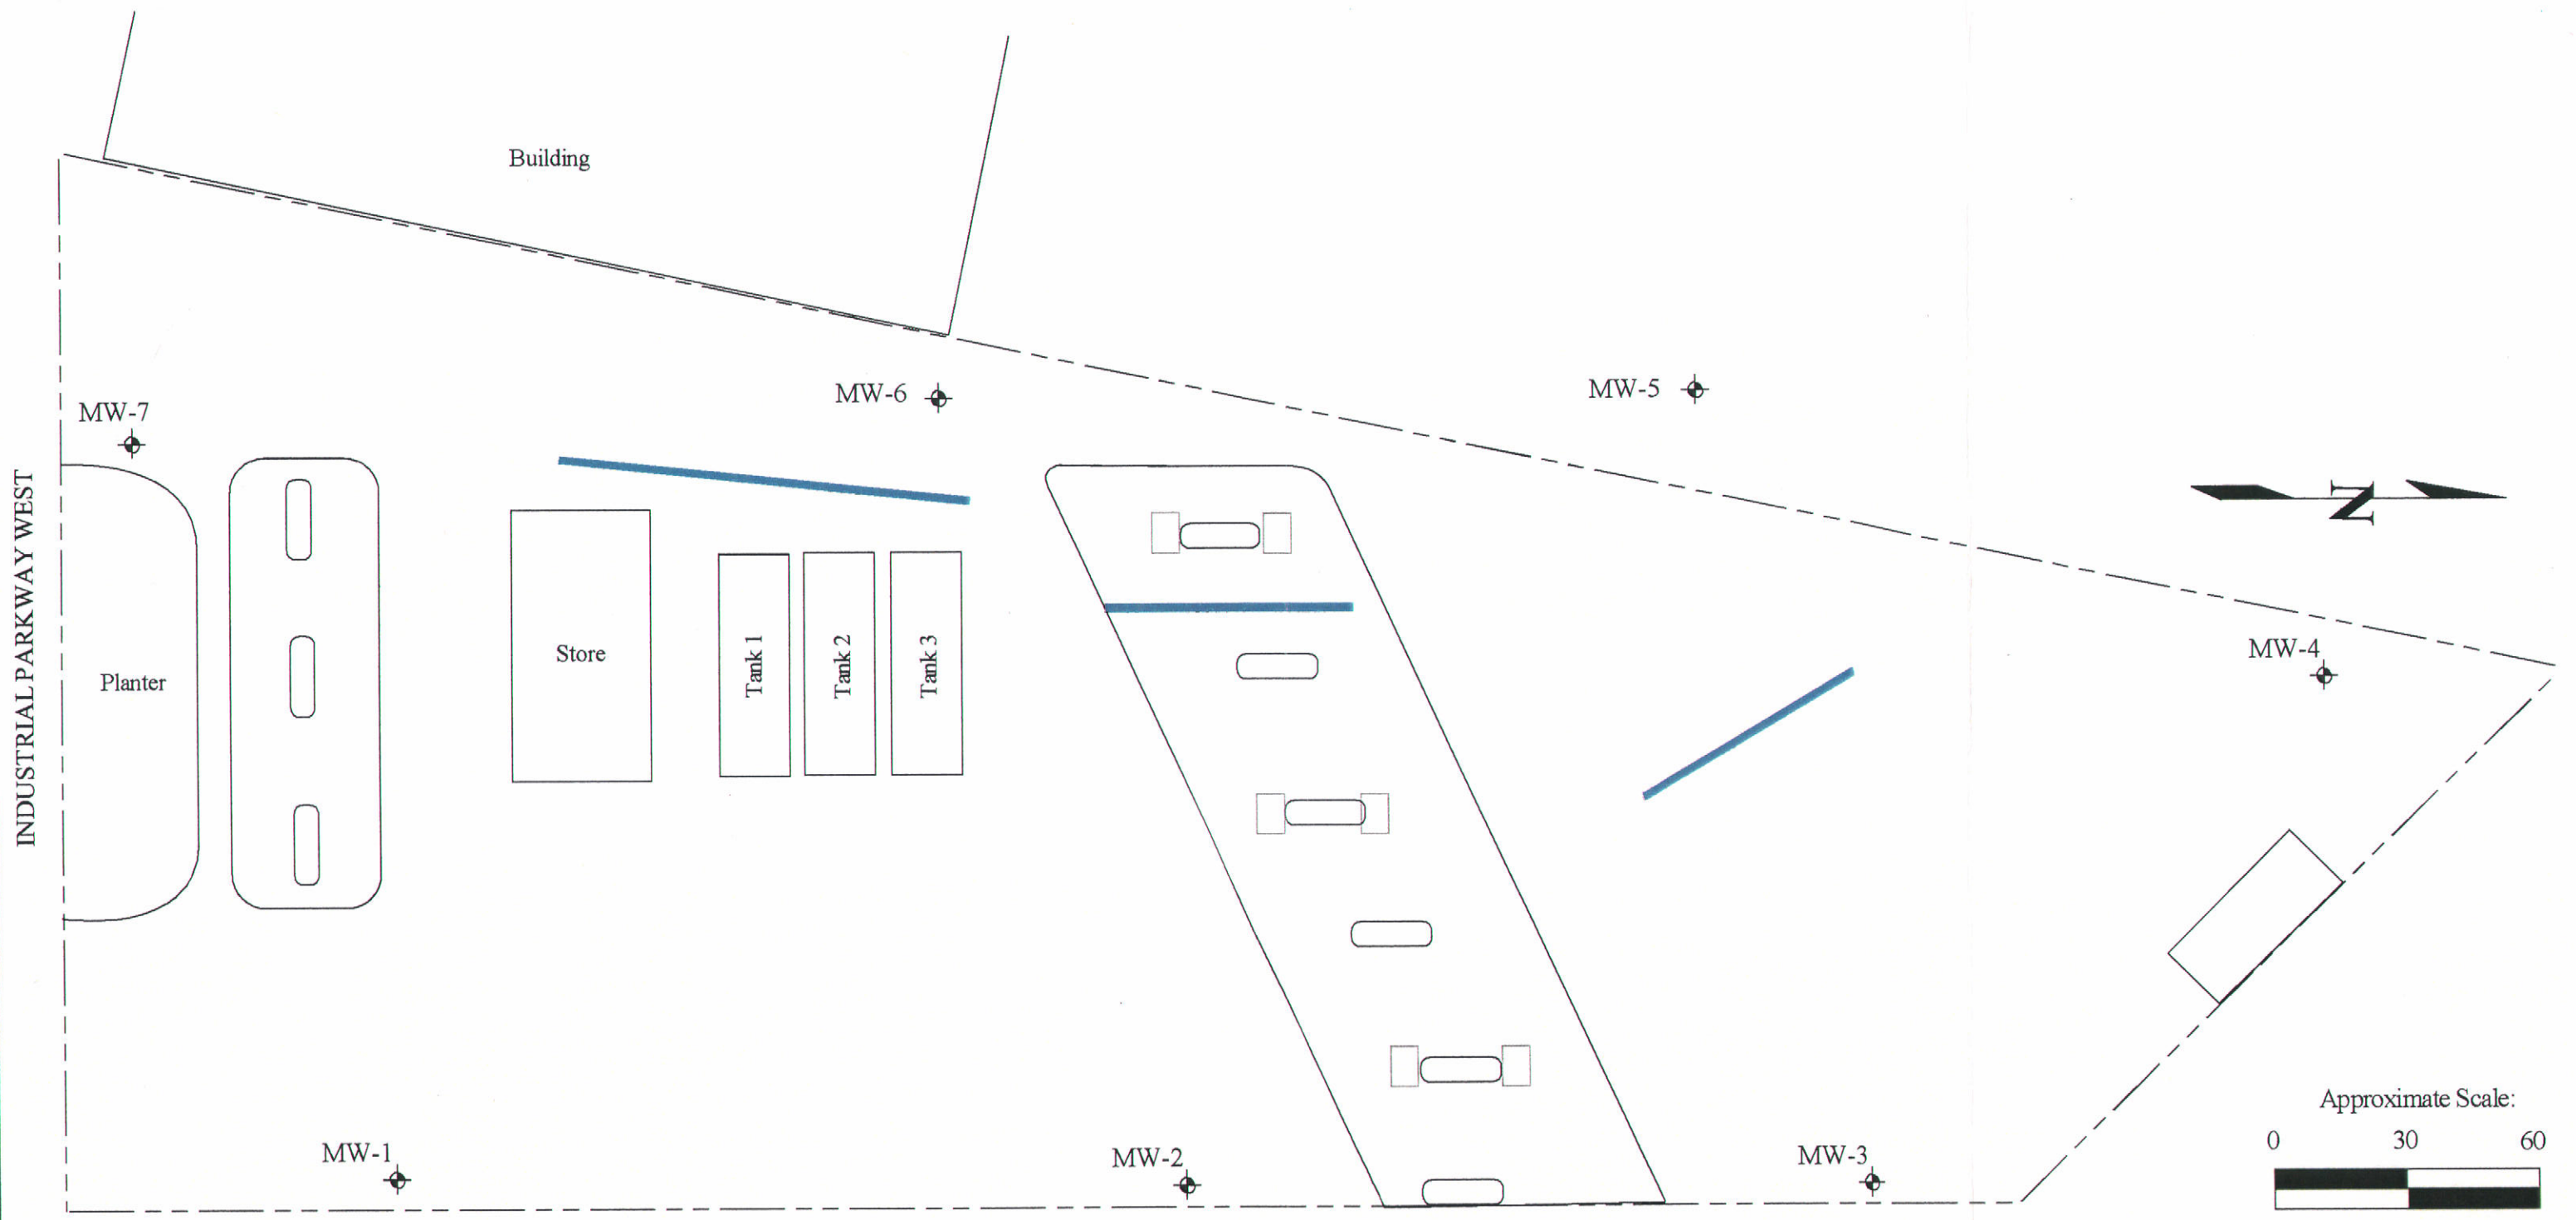 Building
MW-6
MW-5
MW-7
INDUSTRIAL PARKWAY WEST
N
Store
Tank 1
Tank 2
Tank 3
Planter
MW-4
Approximate Scale:
0 30 60
MW-1
MW-2
MW-3